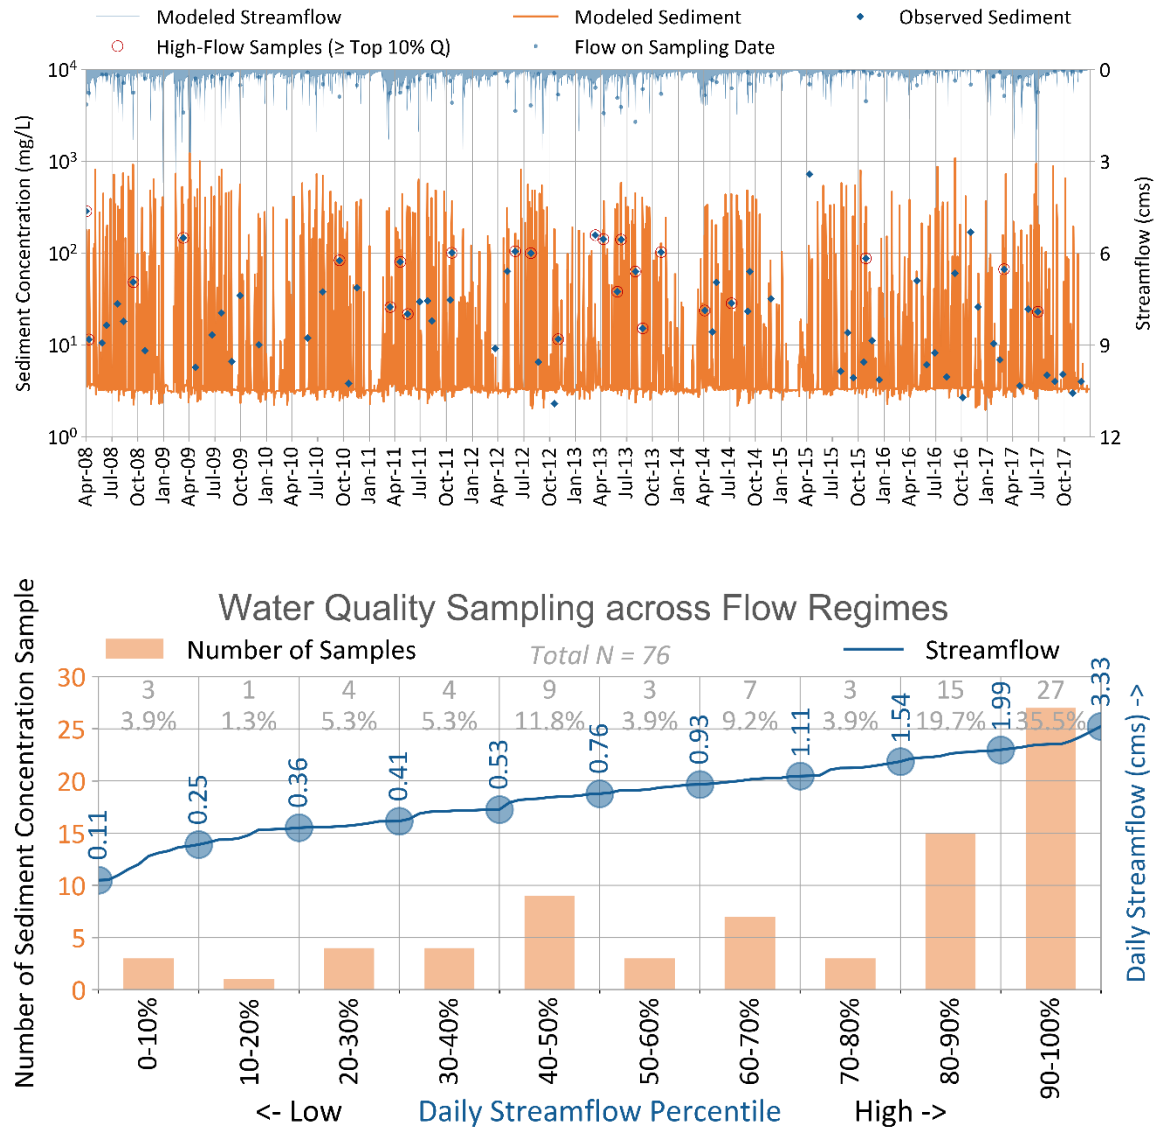 Modeled Streamflow Modeled Sediment Observed Sediment
High-Flow Samples (≥ Top 10% Q) Flow on Sampling Date
Sediment Concentration (mg/L)
10⁴
10³
10²
10¹
10⁰
0
3
6
9
12
Streamflow (cms)
Apr-08 Jul-08 Oct-08 Jan-09 Apr-09 Jul-09 Oct-09 Jan-10 Apr-10 Jul-10 Oct-10 Jan-11 Apr-11 Jul-11 Oct-11 Jan-12 Apr-12 Jul-12 Oct-12 Jan-13 Apr-13 Jul-13 Oct-13 Jan-14 Apr-14 Jul-14 Oct-14 Jan-15 Apr-15 Jul-15 Oct-15 Jan-16 Apr-16 Jul-16 Oct-16 Jan-17 Apr-17 Jul-17 Oct-17
Water Quality Sampling across Flow Regimes
Number of Samples Total N = 76 Streamflow
Number of Sediment Concentration Sample
30
25
20
15
10
5
0
3 1 4 4 9 3 7 3 15 27
3.9% 1.3% 5.3% 5.3% 11.8% 3.9% 9.2% 3.9% 19.7% 35.5%
0.11 0.25 0.36 0.41 0.53 0.76 0.93 1.11 1.54 1.99 3.33
Daily Streamflow (cms) ->
0-10% 10-20% 20-30% 30-40% 40-50% 50-60% 60-70% 70-80% 80-90% 90-100%
<- Low Daily Streamflow Percentile High ->